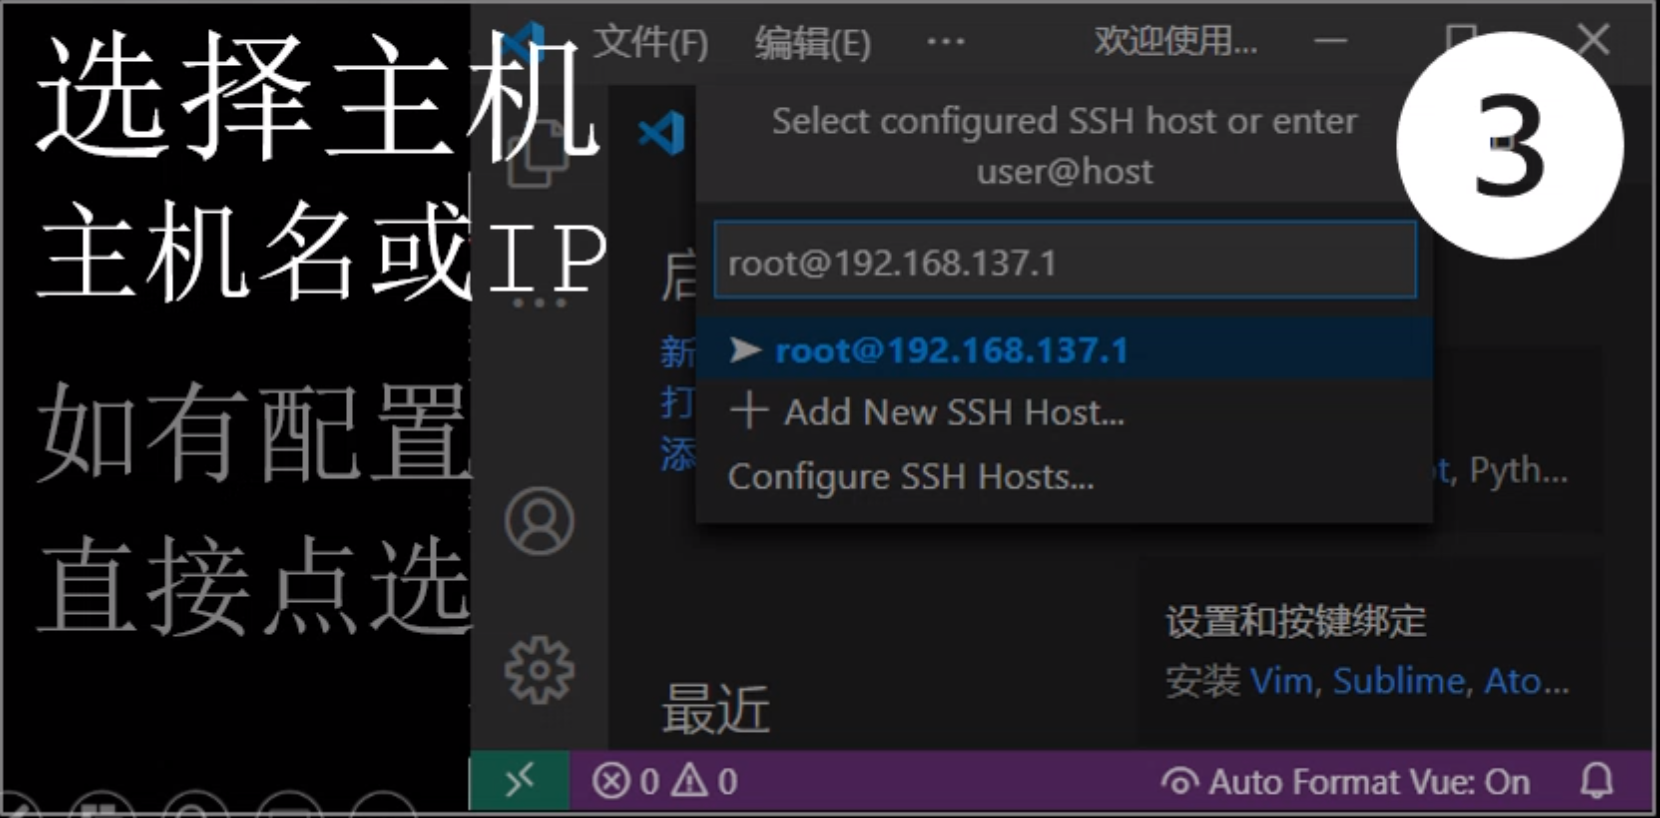 选择主机
主机名或IP
如有配置
直接点选
文件(F) 编辑(E) ··· 欢迎使用...
3
Select configured SSH host or enter
user@host
root@192.168.137.1
root@192.168.137.1
Add New SSH Host...
Configure SSH Hosts...
启
新
打
添
, Pyth...
设置和按键绑定
安装 Vim, Sublime, Ato...
最近
0 0
Auto Format Vue: On